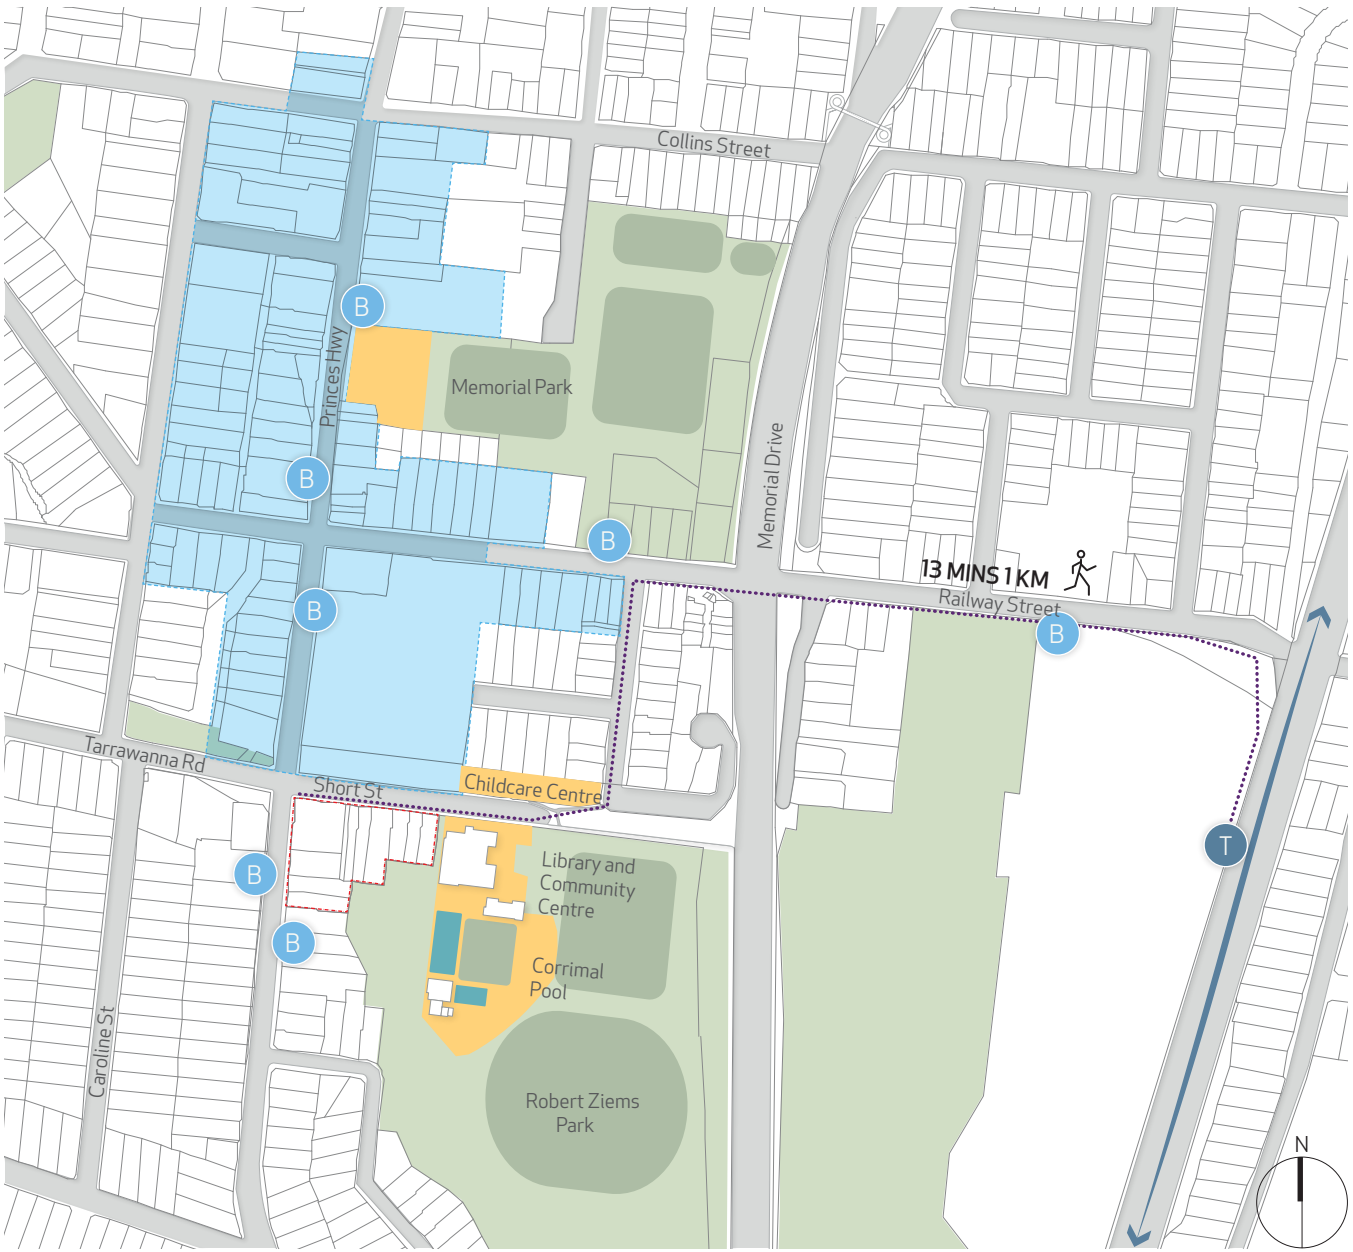 Collins Street
B
Princes Hwy
Memorial Park
Memorial Drive
B
B
13 MINS 1 KM
Railway Street
B
B
Tarrawanna Rd
Short St
Childcare Centre
T
B
Library and
Community
Centre
B
Corrimal
Pool
Caroline St
Robert Ziems
Park
N